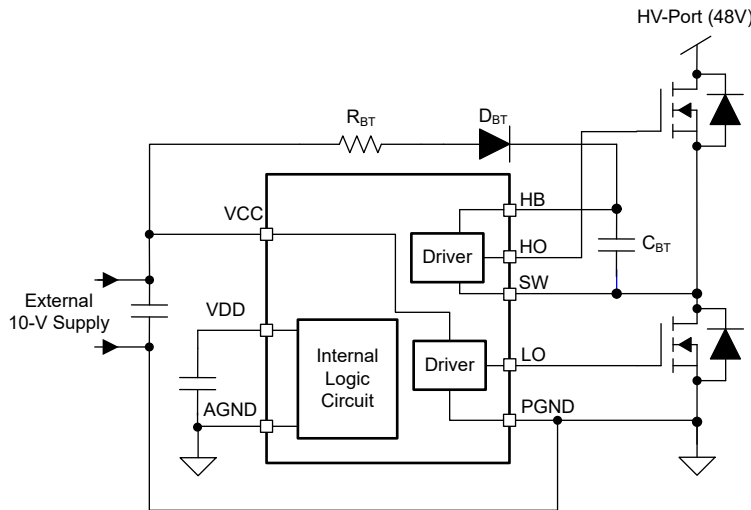 HV-Port (48V)
RBT
DBT
VCC
HB
HO
CBT
Driver
SW
External
10-V Supply
VDD
Internal
Logic
Circuit
Driver
LO
AGND
PGND